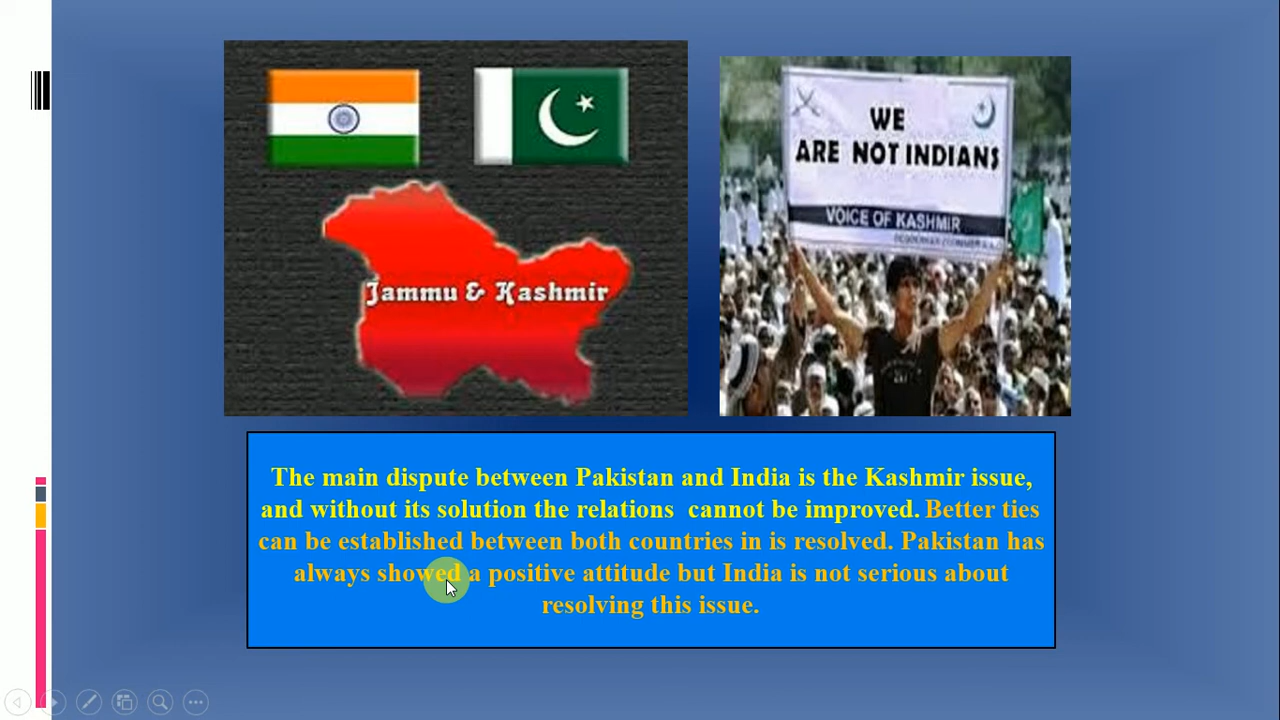 Jammu & Kashmir
WE
ARE NOT INDIANS
VOICE OF KASHMIR
The main dispute between Pakistan and India is the Kashmir issue,
and without its solution the relations cannot be improved. Better ties
can be established between both countries in is resolved. Pakistan has
always showed a positive attitude but India is not serious about
resolving this issue.